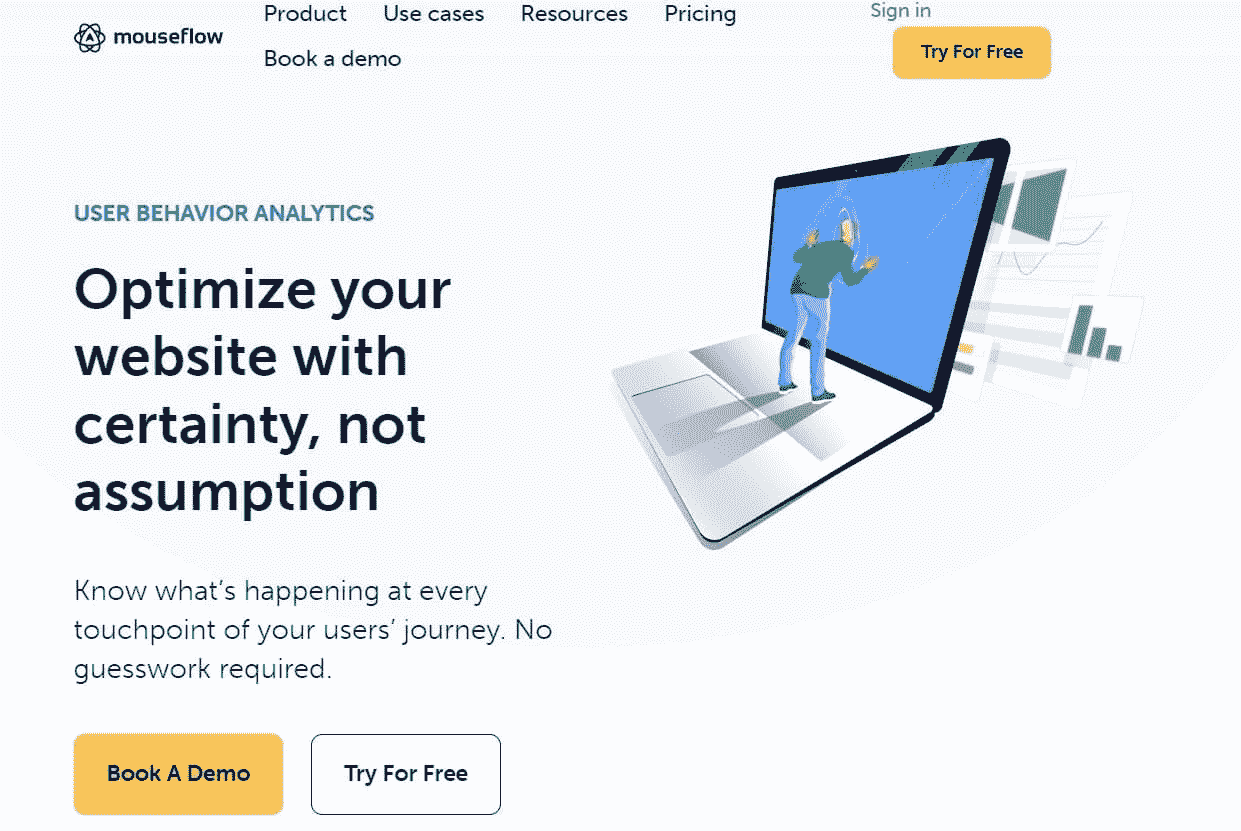 mouseflow
Product Use cases Resources Pricing
Book a demo
Sign in
Try For Free
USER BEHAVIOR ANALYTICS
Optimize your
website with
certainty, not
assumption
Know what’s happening at every
touchpoint of your users’ journey. No
guesswork required.
Book A Demo
Try For Free